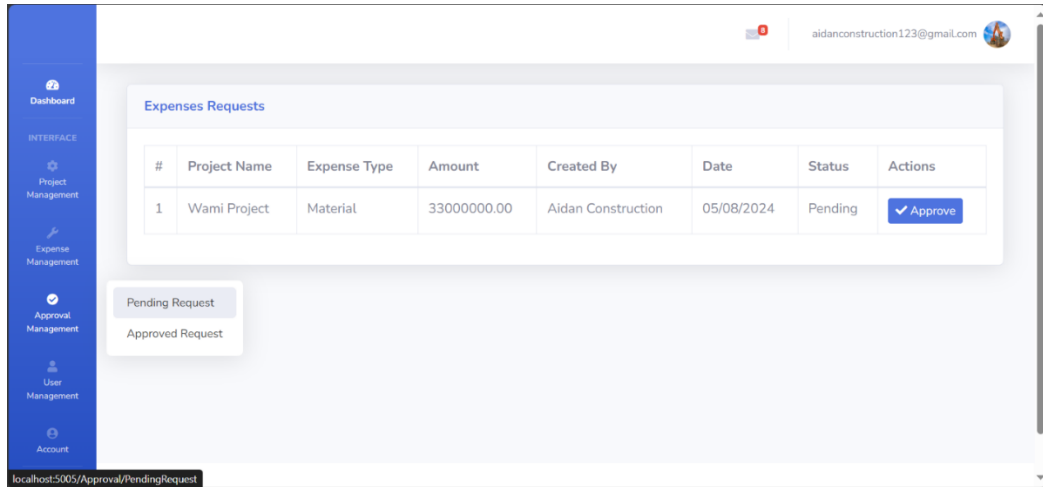 8
aidanconstruction123@gmail.com
Dashboard
INTERFACE
Project
Management
Expense
Management
Approval
Management
User
Management
Account
Expenses Requests
# Project Name Expense Type Amount Created By Date Status Actions
1 Wami Project Material 33000000.00 Aidan Construction 05/08/2024 Pending Approve
Pending Request
Approved Request
localhost:5005/Approval/PendingRequest